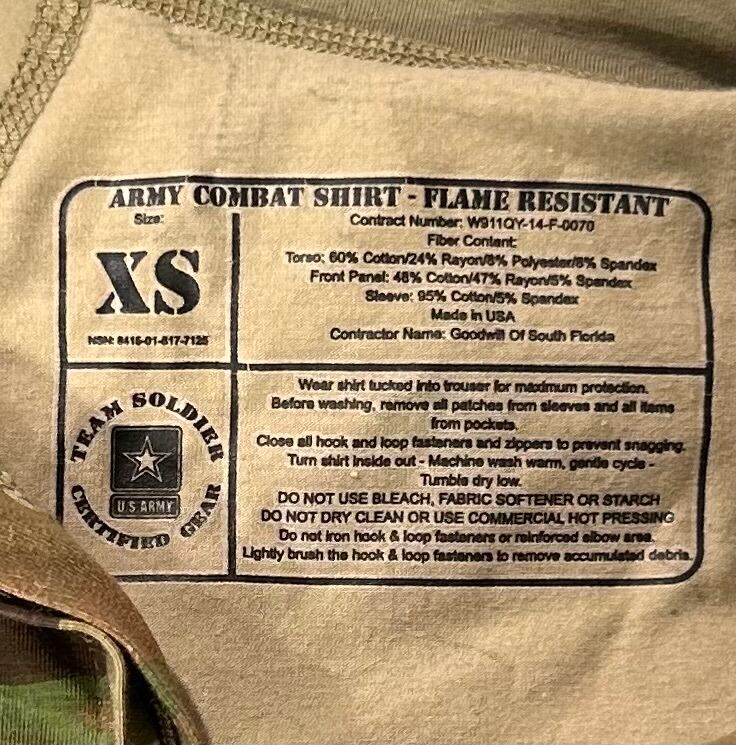 ARMY COMBAT SHIRT - FLAME RESISTANT
Size:
XS
NSN: 8415-01-617-7125
Contract Number: W911QY-14-F-0070
Fiber Content:
Torso: 60% Cotton/24% Rayon/8% Polyester/8% Spandex
Front Panel: 48% Cotton/47% Rayon/5% Spandex
Sleeve: 95% Cotton/5% Spandex
Made in USA
Contractor Name: Goodwill Of South Florida
TEAM SOLDIER
U.S. ARMY
CERTIFIED GEAR
Wear shirt tucked into trouser for maximum protection.
Before washing, remove all patches from sleeves and all items
from pockets.
Close all hook and loop fasteners and zippers to prevent snagging.
Turn shirt inside out - Machine wash warm, gentle cycle -
Tumble dry low.
DO NOT USE BLEACH, FABRIC SOFTENER OR STARCH
DO NOT DRY CLEAN OR USE COMMERCIAL HOT PRESSING
Do not iron hook & loop fasteners or reinforced elbow area.
Lightly brush the hook & loop fasteners to remove accumulated debris.